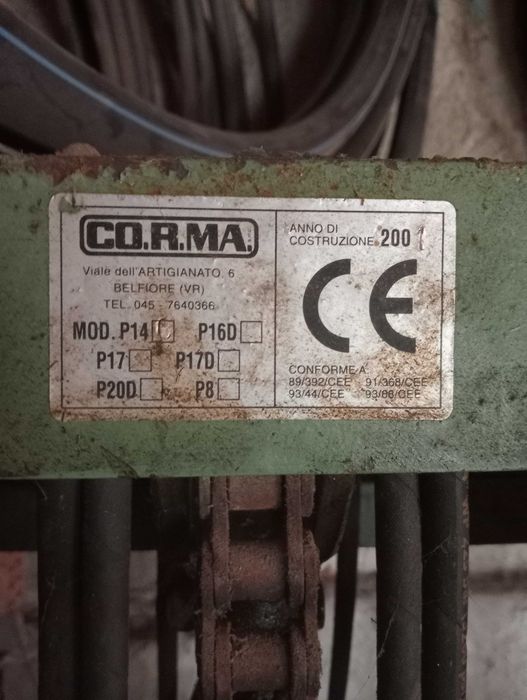 CO.R.MA.
Viale dell'ARTIGIANATO 6
BELFIORE (VR)
TEL. 045 - 7640366
MOD. P14 P16D
P17 P17D
P20D P8
ANNO DI
COSTRUZIONE 2001
CE
CONFORME A
89/392/CEE 91/368/CEE
93/44/CEE 93/68/CEE